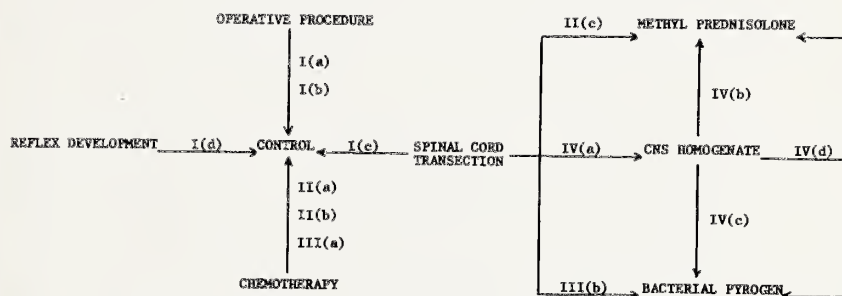 OPERATIVE PROCEDURE
II(c)
METHYL PREDNISOLONE
I(a)
I(b)
IV(b)
REFLEX DEVELOPMENT
I(d)
CONTROL
I(c)
SPINAL CORD
TRANSECTION
IV(a)
CNS HOMOGENATE
IV(d)
II(a)
II(b)
III(a)
IV(c)
CHEMOTHERAPY
III(b)
BACTERIAL PYROGEN